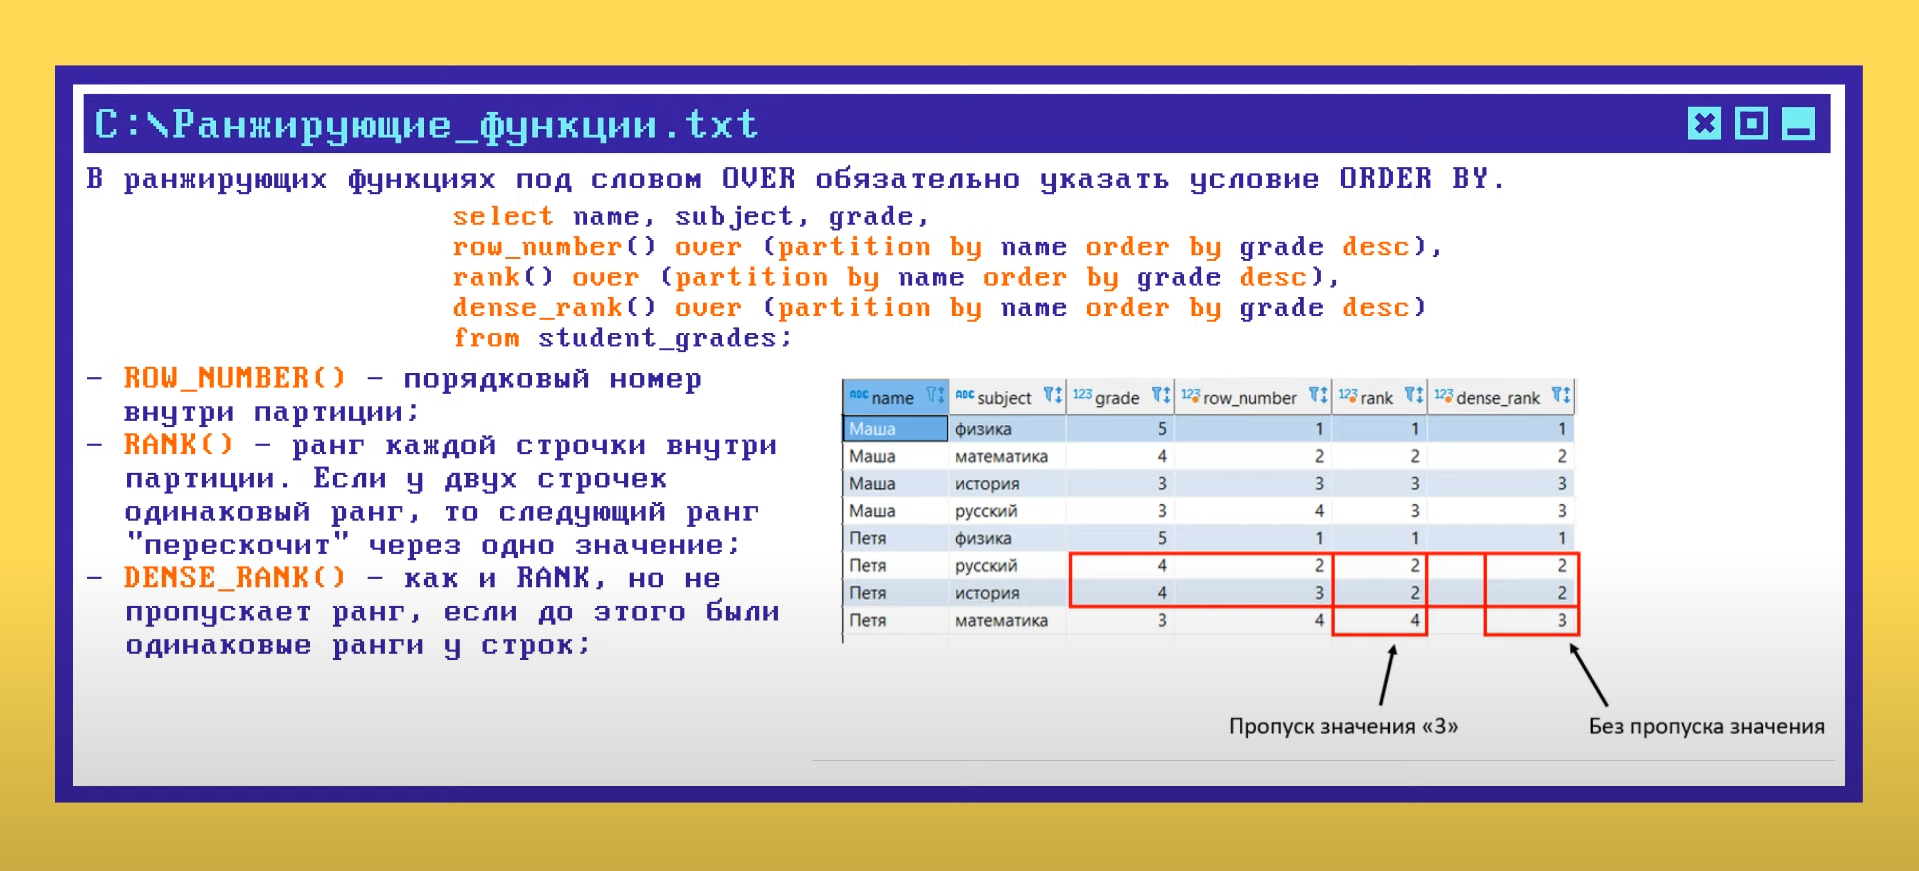 C:\Ранжирующие_функции.txt
В ранжирующих функциях под словом OVER обязательно указать условие ORDER BY.
select name, subject, grade,
row_number() over (partition by name order by grade desc),
rank() over (partition by name order by grade desc),
dense_rank() over (partition by name order by grade desc)
from student_grades;
- ROW_NUMBER() - порядковый номер
внутри партиции;
- RANK() - ранг каждой строчки внутри
партиции. Если у двух строчек
одинаковый ранг, то следующий ранг
"перескочит" через одно значение;
- DENSE_RANK() - как и RANK, но не
пропускает ранг, если до этого были
одинаковые ранги у строк;
ABC name ABC subject 123 grade 123 row_number 123 rank 123 dense_rank
Маша физика 5 1 1 1
Маша математика 4 2 2 2
Маша история 3 3 3 3
Маша русский 3 4 3 3
Петя физика 5 1 1 1
Петя русский 4 2 2 2
Петя история 4 3 2 2
Петя математика 3 4 4 3
Пропуск значения «3»
Без пропуска значения